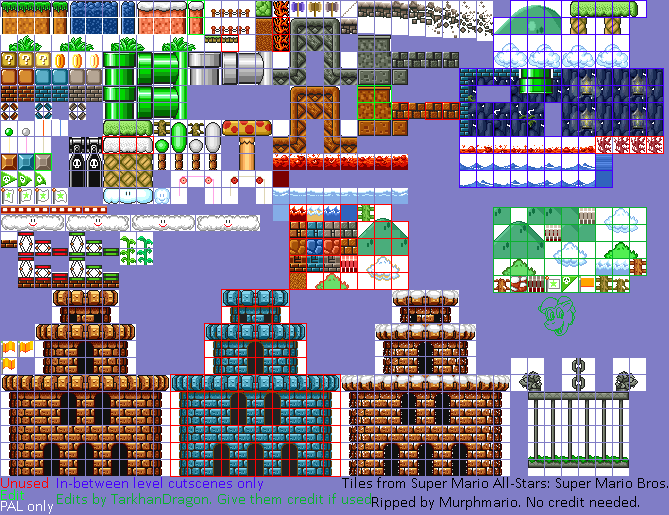 Unused In-between level cutscenes only
Tiles from Super Mario All-Stars: Super Mario Bros.
Edit
Edits by TarkhanDragon. Give them credit if used.
PAL only
Ripped by Murphmario. No credit needed.